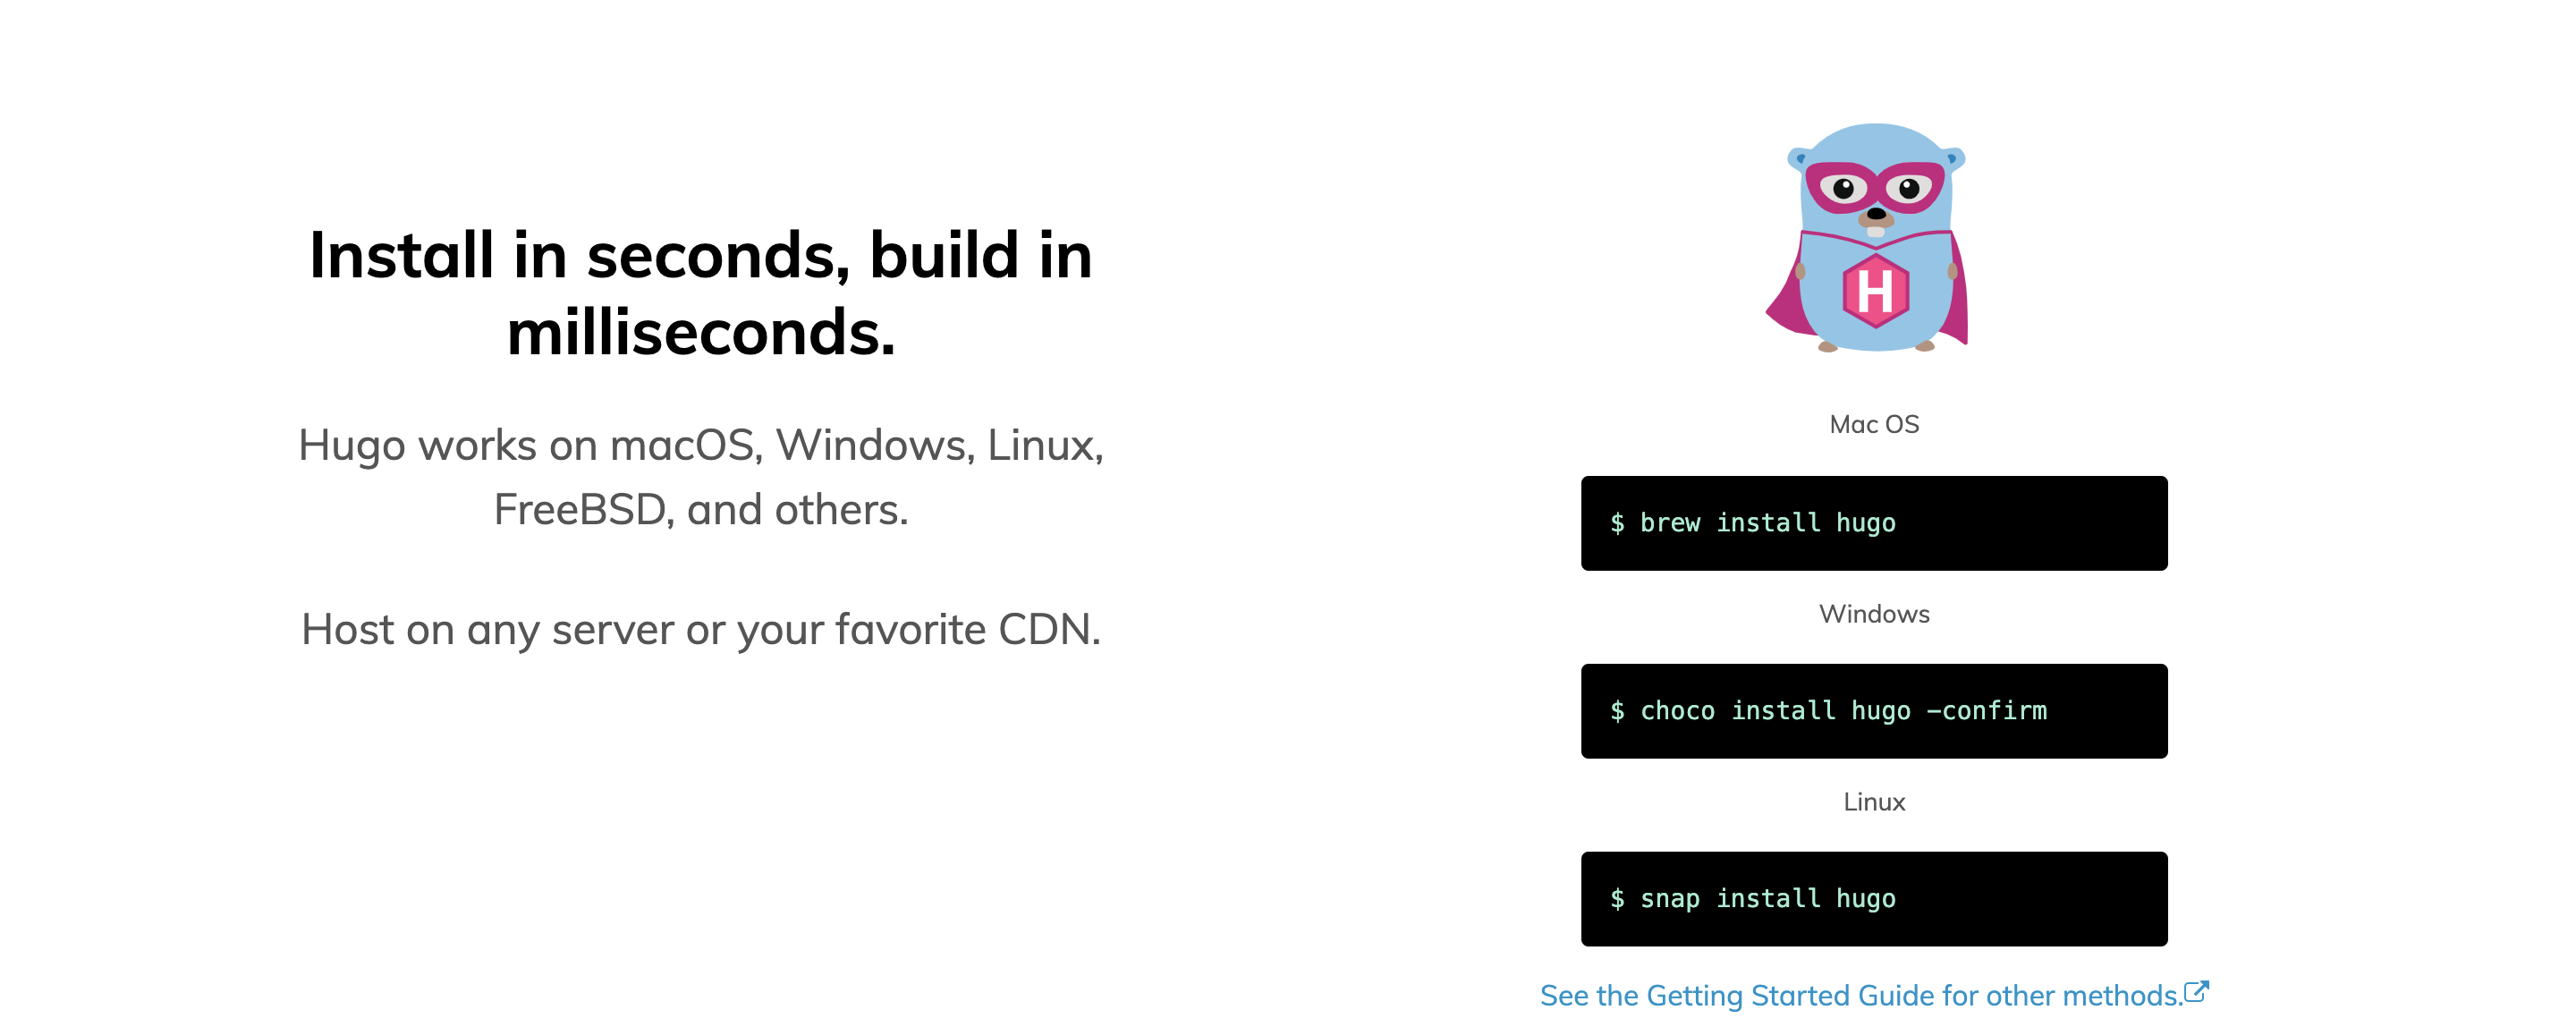 Install in seconds, build in
milliseconds.
Hugo works on macOS, Windows, Linux,
FreeBSD, and others.
Host on any server or your favorite CDN.
H
Mac OS
$ brew install hugo
Windows
$ choco install hugo -confirm
Linux
$ snap install hugo
See the Getting Started Guide for other methods.